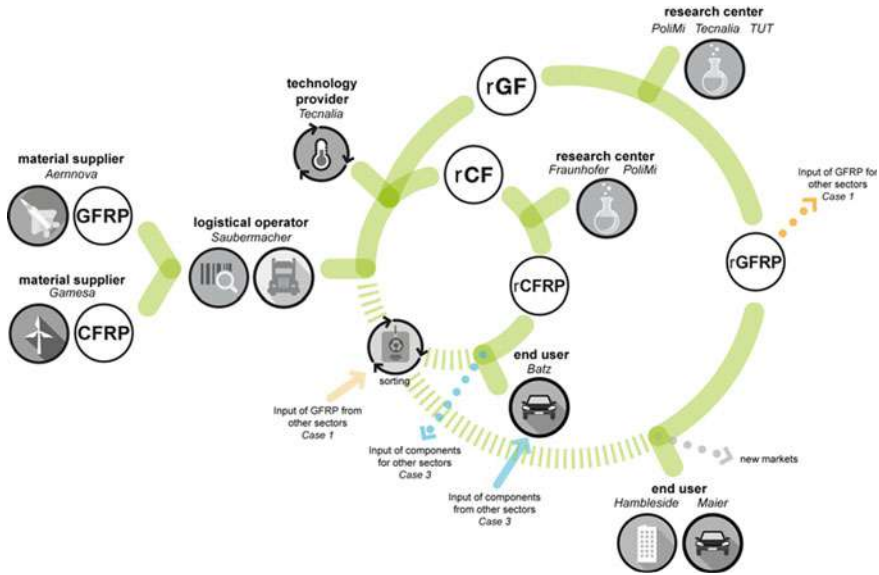 research center
PoliMi Tecnalia TUT
rGF
technology
provider
Tecnalia
rCF
research center
Fraunhofer PoliMi
material supplier
Aernnova
GFRP
Input of GFRP for
other sectors
Case 1
logistical operator
Saubermacher
rGFRP
material supplier
Gamesa
CFRP
rCFRP
end user
Batz
sorting
Input of GFRP from
other sectors
Case 1
Input of components
for other sectors
Case 3
new markets
Input of components
from other sectors
Case 3
end user
Hambleside Maier